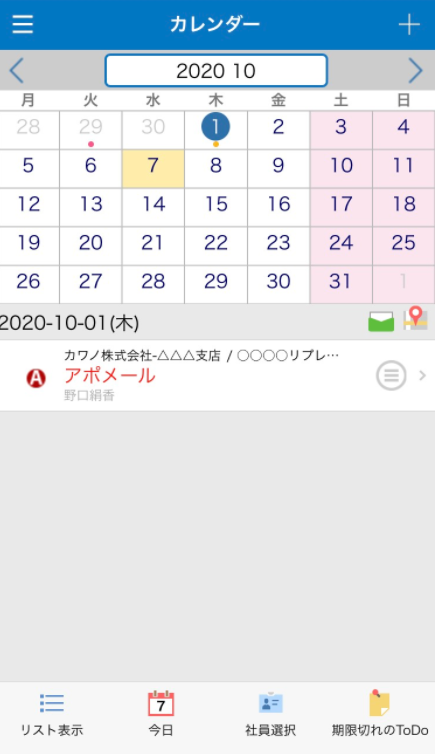 カレンダー
2020 10
月 火 水 木 金 土 日
28 29 30 1 2 3 4
5 6 7 8 9 10 11
12 13 14 15 16 17 18
19 20 21 22 23 24 25
26 27 28 29 30 31 1
2020-10-01(木)
カワノ株式会社-△△△支店 / 〇〇〇〇リプレ…
A
アポメール
野口絹香
7
リスト表示 今日 社員選択 期限切れのToDo